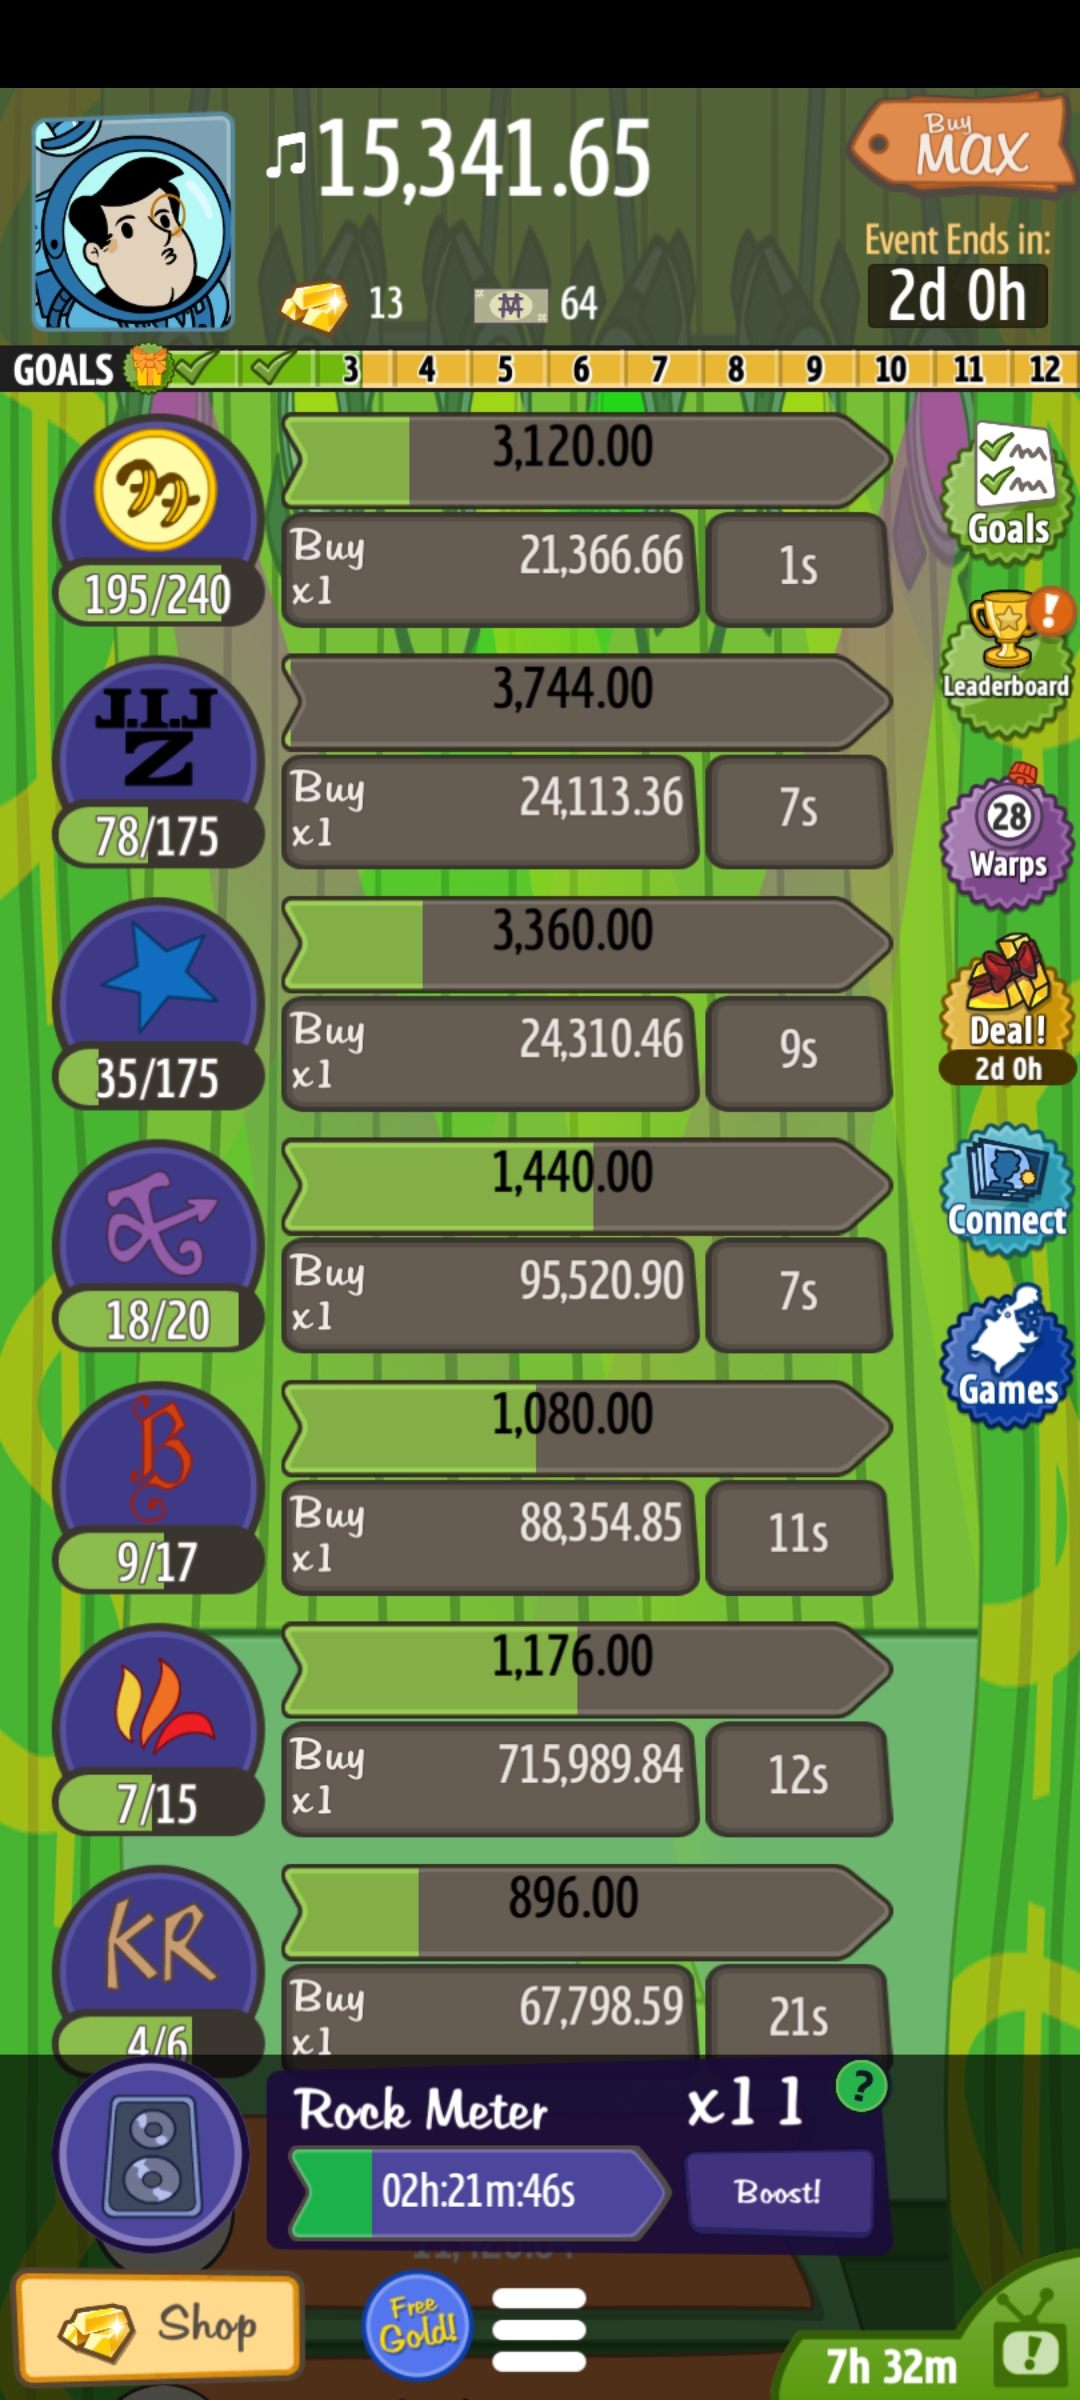 ♫15,341.65
Buy
MAX
Event Ends in:
2d 0h
13
64
GOALS 3 4 5 6 7 8 9 10 11 12
3,120.00
195/240
Buy
x1
21,366.66
1s
Goals
J.I.J
Z
78/175
3,744.00
Buy
x1
24,113.36
7s
!
Leaderboard
28
Warps
35/175
3,360.00
Buy
x1
24,310.46
9s
Deal!
2d 0h
18/20
1,440.00
Buy
x1
95,520.90
7s
Connect
Games
B
9/17
1,080.00
Buy
x1
88,354.85
11s
7/15
1,176.00
Buy
x1
715,989.84
12s
KR
4/6
896.00
Buy
x1
67,798.59
21s
Rock Meter
x11
?
02h:21m:46s
Boost!
Shop
Free
Gold!
7h 32m
!